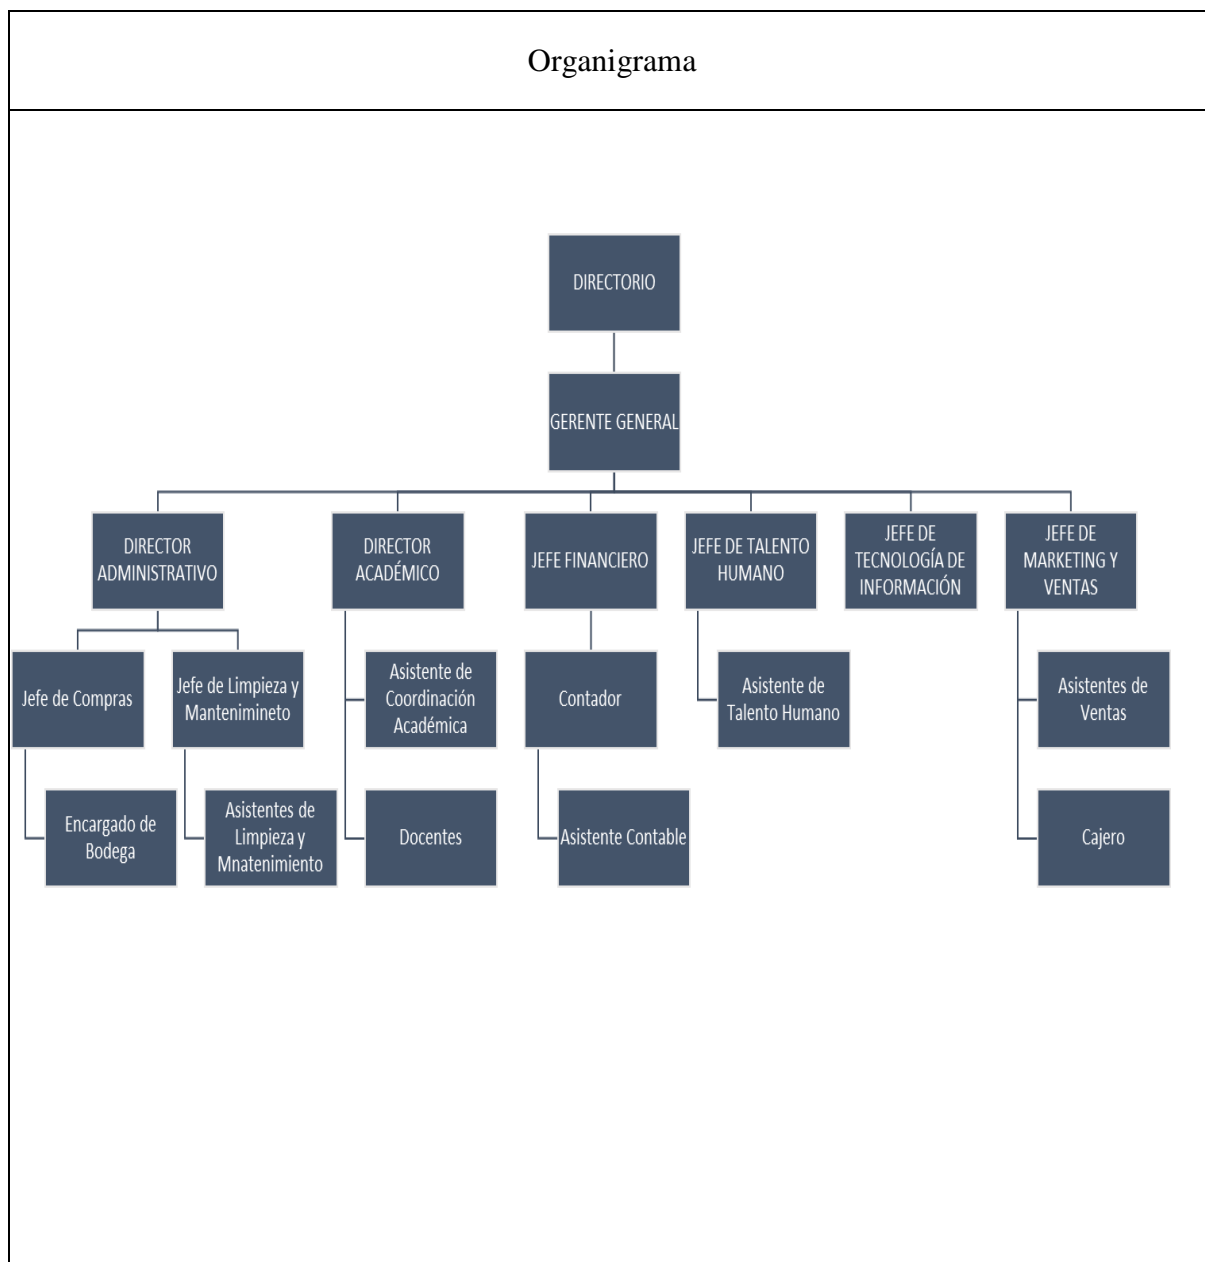 Organigrama
DIRECTORIO
GERENTE GENERAL
DIRECTOR
ADMINISTRATIVO
DIRECTOR
ACADÉMICO
JEFE FINANCIERO
JEFE DE TALENTO
HUMANO
JEFE DE
TECNOLOGÍA DE
INFORMACIÓN
JEFE DE
MARKETING Y
VENTAS
Jefe de Compras
Jefe de Limpieza y
Mantenimineto
Asistente de
Coordinación
Académica
Contador
Asistente de
Talento Humano
Asistentes de
Ventas
Encargado de
Bodega
Asistentes de
Limpieza y
Mnatenimiento
Docentes
Asistente Contable
Cajero